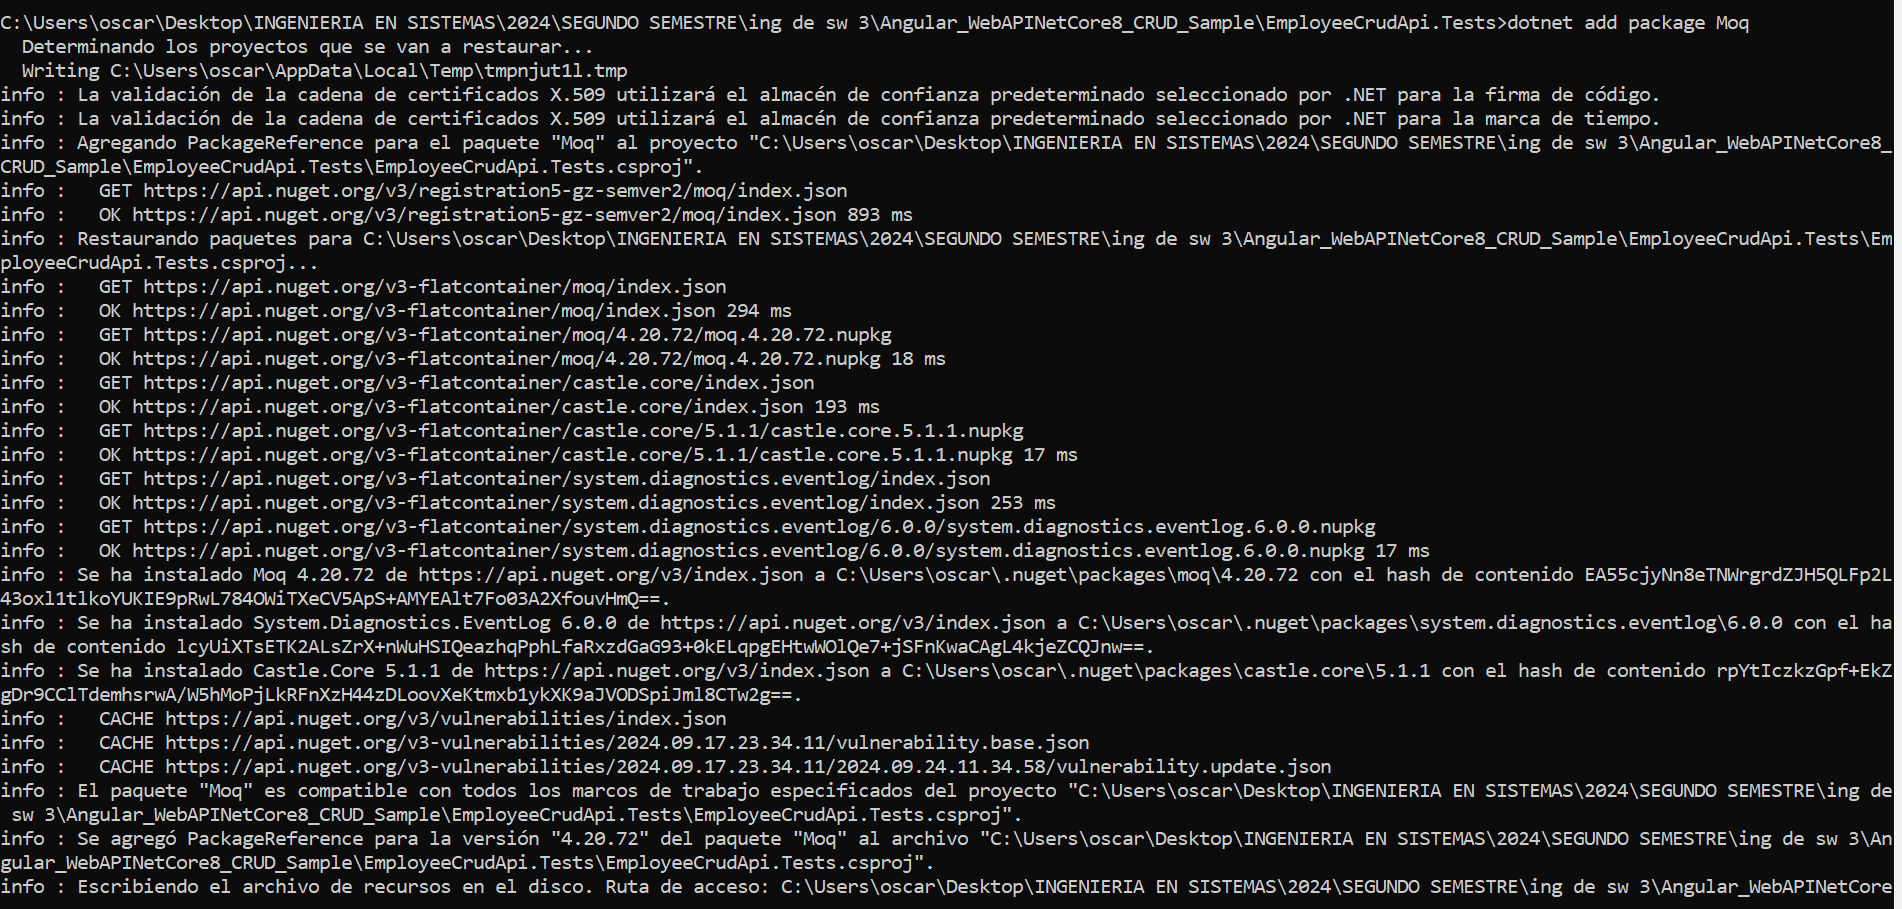 C:\Users\oscar\Desktop\INGENIERIA EN SISTEMAS\2024\SEGUNDO SEMESTRE\ing de sw 3\Angular_WebAPINetCore8_CRUD_Sample\EmployeeCrudApi.Tests>dotnet add package Moq
  Determinando los proyectos que se van a restaurar...
  Writing C:\Users\oscar\AppData\Local\Temp\tmpnjut1l.tmp
info : La validación de la cadena de certificados X.509 utilizará el almacén de confianza predeterminado seleccionado por .NET para la firma de código.
info : La validación de la cadena de certificados X.509 utilizará el almacén de confianza predeterminado seleccionado por .NET para la marca de tiempo.
info : Agregando PackageReference para el paquete "Moq" al proyecto "C:\Users\oscar\Desktop\INGENIERIA EN SISTEMAS\2024\SEGUNDO SEMESTRE\ing de sw 3\Angular_WebAPINetCore8_
CRUD_Sample\EmployeeCrudApi.Tests\EmployeeCrudApi.Tests.csproj".
info :   GET https://api.nuget.org/v3/registration5-gz-semver2/moq/index.json
info :   OK https://api.nuget.org/v3/registration5-gz-semver2/moq/index.json 893 ms
info : Restaurando paquetes para C:\Users\oscar\Desktop\INGENIERIA EN SISTEMAS\2024\SEGUNDO SEMESTRE\ing de sw 3\Angular_WebAPINetCore8_CRUD_Sample\EmployeeCrudApi.Tests\Em
ployeeCrudApi.Tests.csproj...
info :   GET https://api.nuget.org/v3-flatcontainer/moq/index.json
info :   OK https://api.nuget.org/v3-flatcontainer/moq/index.json 294 ms
info :   GET https://api.nuget.org/v3-flatcontainer/moq/4.20.72/moq.4.20.72.nupkg
info :   OK https://api.nuget.org/v3-flatcontainer/moq/4.20.72/moq.4.20.72.nupkg 18 ms
info :   GET https://api.nuget.org/v3-flatcontainer/castle.core/index.json
info :   OK https://api.nuget.org/v3-flatcontainer/castle.core/index.json 193 ms
info :   GET https://api.nuget.org/v3-flatcontainer/castle.core/5.1.1/castle.core.5.1.1.nupkg
info :   OK https://api.nuget.org/v3-flatcontainer/castle.core/5.1.1/castle.core.5.1.1.nupkg 17 ms
info :   GET https://api.nuget.org/v3-flatcontainer/system.diagnostics.eventlog/index.json
info :   OK https://api.nuget.org/v3-flatcontainer/system.diagnostics.eventlog/index.json 253 ms
info :   GET https://api.nuget.org/v3-flatcontainer/system.diagnostics.eventlog/6.0.0/system.diagnostics.eventlog.6.0.0.nupkg
info :   OK https://api.nuget.org/v3-flatcontainer/system.diagnostics.eventlog/6.0.0/system.diagnostics.eventlog.6.0.0.nupkg 17 ms
info : Se ha instalado Moq 4.20.72 de https://api.nuget.org/v3/index.json a C:\Users\oscar\.nuget\packages\moq\4.20.72 con el hash de contenido EA55cjyNn8eTNWrgrdZJH5QLFp2L
43oxl1tlkoYUKIE9pRwL784OWiTXeCV5ApS+AMYEAlt7Fo03A2XfouvHmQ==.
info : Se ha instalado System.Diagnostics.EventLog 6.0.0 de https://api.nuget.org/v3/index.json a C:\Users\oscar\.nuget\packages\system.diagnostics.eventlog\6.0.0 con el ha
sh de contenido lcyUiXTsETK2ALsZrX+nWuHSIQeazhqPphLfaRxzdGaG93+0kELqpgEHtwWOlQe7+jSFnKwaCAgL4kjeZCQJnw==.
info : Se ha instalado Castle.Core 5.1.1 de https://api.nuget.org/v3/index.json a C:\Users\oscar\.nuget\packages\castle.core\5.1.1 con el hash de contenido rpYtIczkzGpf+EkZ
gDr9CClTdemhsrwA/W5hMoPjLkRFnXzH44zDLoovXeKtmxb1ykXK9aJVODSpiJml8CTw2g==.
info :   CACHE https://api.nuget.org/v3/vulnerabilities/index.json
info :   CACHE https://api.nuget.org/v3-vulnerabilities/2024.09.17.23.34.11/vulnerability.base.json
info :   CACHE https://api.nuget.org/v3-vulnerabilities/2024.09.17.23.34.11/2024.09.24.11.34.58/vulnerability.update.json
info : El paquete "Moq" es compatible con todos los marcos de trabajo especificados del proyecto "C:\Users\oscar\Desktop\INGENIERIA EN SISTEMAS\2024\SEGUNDO SEMESTRE\ing de
 sw 3\Angular_WebAPINetCore8_CRUD_Sample\EmployeeCrudApi.Tests\EmployeeCrudApi.Tests.csproj".
info : Se agregó PackageReference para la versión "4.20.72" del paquete "Moq" al archivo "C:\Users\oscar\Desktop\INGENIERIA EN SISTEMAS\2024\SEGUNDO SEMESTRE\ing de sw 3\An
gular_WebAPINetCore8_CRUD_Sample\EmployeeCrudApi.Tests\EmployeeCrudApi.Tests.csproj".
info : Escribiendo el archivo de recursos en el disco. Ruta de acceso: C:\Users\oscar\Desktop\INGENIERIA EN SISTEMAS\2024\SEGUNDO SEMESTRE\ing de sw 3\Angular_WebAPINetCore